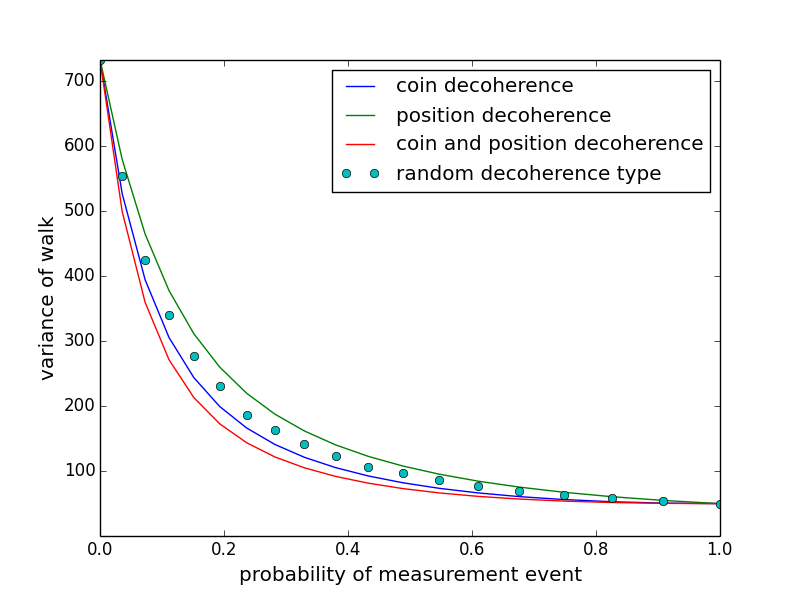 700
600
500
400
300
200
100
variance of walk
coin decoherence
position decoherence
coin and position decoherence
random decoherence type
0.0 0.2 0.4 0.6 0.8 1.0
probability of measurement event